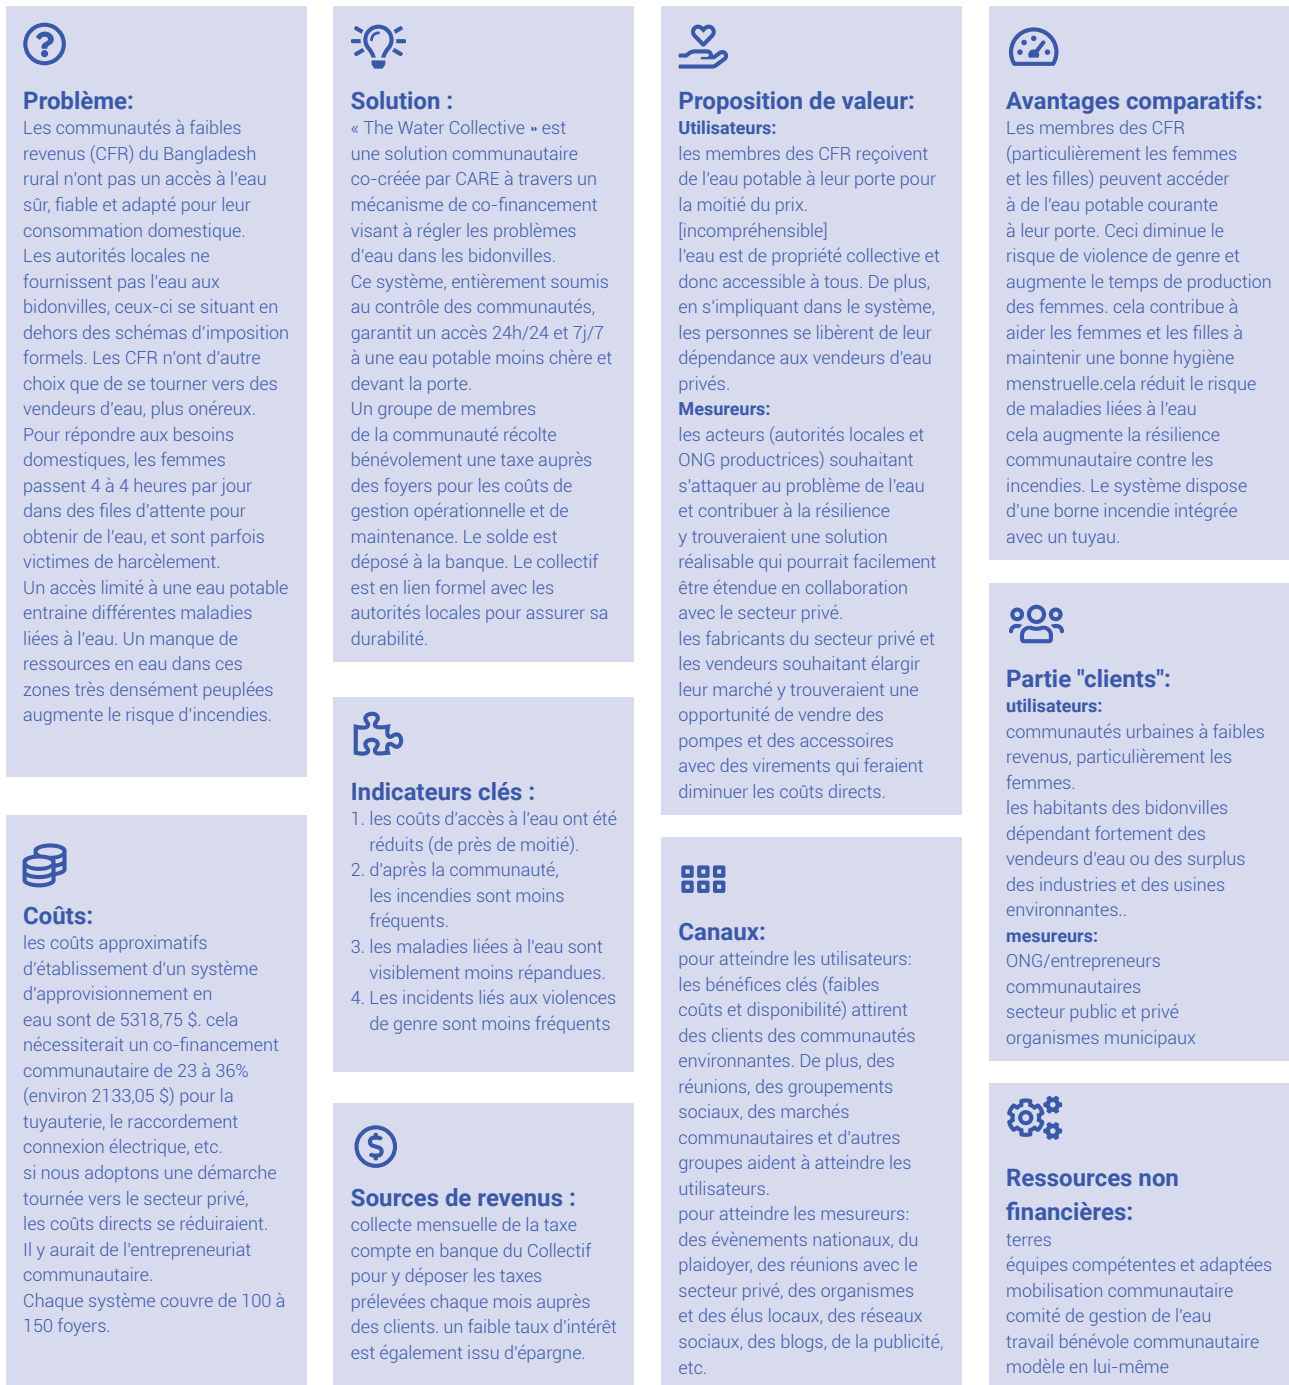 Problème:
Les communautés à faibles
revenus (CFR) du Bangladesh
rural n'ont pas un accès à l'eau
sûr, fiable et adapté pour leur
consommation domestique.
Les autorités locales ne
fournissent pas l'eau aux
bidonvilles, ceux-ci se situant en
dehors des schémas d'imposition
formels. Les CFR n'ont d'autre
choix que de se tourner vers des
vendeurs d'eau, plus onéreux.
Pour répondre aux besoins
domestiques, les femmes
passent 4 à 4 heures par jour
dans des files d'attente pour
obtenir de l'eau, et sont parfois
victimes de harcèlement.
Un accès limité à une eau potable
entraine différentes maladies
liées à l'eau. Un manque de
ressources en eau dans ces
zones très densément peuplées
augmente le risque d'incendies.
Coûts:
les coûts approximatifs
d'établissement d'un système
d'approvisionnement en
eau sont de 5318,75 $. cela
nécessiterait un co-financement
communautaire de 23 à 36%
(environ 2133,05 $) pour la
tuyauterie, le raccordement
connexion électrique, etc.
si nous adoptons une démarche
tournée vers le secteur privé,
les coûts directs se réduiraient.
Il y aurait de l'entrepreneuriat
communautaire.
Chaque système couvre de 100 à
150 foyers.
Solution :
« The Water Collective » est
une solution communautaire
co-créée par CARE à travers un
mécanisme de co-financement
visant à régler les problèmes
d'eau dans les bidonvilles.
Ce système, entièrement soumis
au contrôle des communautés,
garantit un accès 24h/24 et 7j/7
à une eau potable moins chère et
devant la porte.
Un groupe de membres
de la communauté récolte
bénévolement une taxe auprès
des foyers pour les coûts de
gestion opérationnelle et de
maintenance. Le solde est
déposé à la banque. Le collectif
est en lien formel avec les
autorités locales pour assurer sa
durabilité.
Indicateurs clés :
1. les coûts d'accès à l'eau ont été
réduits (de près de moitié).
2. d'après la communauté,
les incendies sont moins
fréquents.
3. les maladies liées à l'eau sont
visiblement moins répandues.
4. Les incidents liés aux violences
de genre sont moins fréquents
Sources de revenus :
collecte mensuelle de la taxe
compte en banque du Collectif
pour y déposer les taxes
prélevées chaque mois auprès
des clients. un faible taux d'intérêt
est également issu d'épargne.
Proposition de valeur:
Utilisateurs:
les membres des CFR reçoivent
de l'eau potable à leur porte pour
la moitié du prix.
[incompréhensible]
l'eau est de propriété collective et
donc accessible à tous. De plus,
en s'impliquant dans le système,
les personnes se libèrent de leur
dépendance aux vendeurs d'eau
privés.
Mesureurs:
les acteurs (autorités locales et
ONG productrices) souhaitant
s'attaquer au problème de l'eau
et contribuer à la résilience
y trouveraient une solution
réalisable qui pourrait facilement
être étendue en collaboration
avec le secteur privé.
les fabricants du secteur privé et
les vendeurs souhaitant élargir
leur marché y trouveraient une
opportunité de vendre des
pompes et des accessoires
avec des virements qui feraient
diminuer les coûts directs.
Canaux:
pour atteindre les utilisateurs:
les bénéfices clés (faibles
coûts et disponibilité) attirent
des clients des communautés
environnantes. De plus, des
réunions, des groupements
sociaux, des marchés
communautaires et d'autres
groupes aident à atteindre les
utilisateurs.
pour atteindre les mesureurs:
des évènements nationaux, du
plaidoyer, des réunions avec le
secteur privé, des organismes
et des élus locaux, des réseaux
sociaux, des blogs, de la publicité,
etc.
Avantages comparatifs:
Les membres des CFR
(particulièrement les femmes
et les filles) peuvent accéder
à de l'eau potable courante
à leur porte. Ceci diminue le
risque de violence de genre et
augmente le temps de production
des femmes. cela contribue à
aider les femmes et les filles à
maintenir une bonne hygiène
menstruelle.cela réduit le risque
de maladies liées à l'eau
cela augmente la résilience
communautaire contre les
incendies. Le système dispose
d'une borne incendie intégrée
avec un tuyau.
Partie "clients":
utilisateurs:
communautés urbaines à faibles
revenus, particulièrement les
femmes.
les habitants des bidonvilles
dépendant fortement des
vendeurs d'eau ou des surplus
des industries et des usines
environnantes..
mesureurs:
ONG/entrepreneurs
communautaires
secteur public et privé
organismes municipaux
Ressources non
financières:
terres
équipes compétentes et adaptées
mobilisation communautaire
comité de gestion de l'eau
travail bénévole communautaire
modèle en lui-même